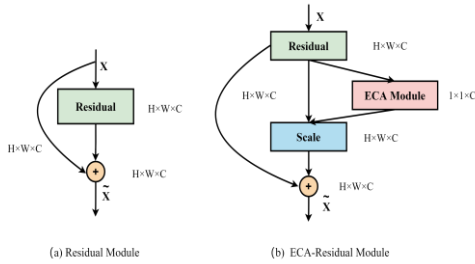 X
Residual
H×W×C
H×W×C
+
H×W×C
X̃
(a) Residual Module
X
Residual
H×W×C
H×W×C
ECA Module
1×1×C
H×W×C
Scale
H×W×C
+
H×W×C
X̃
(b) ECA-Residual Module